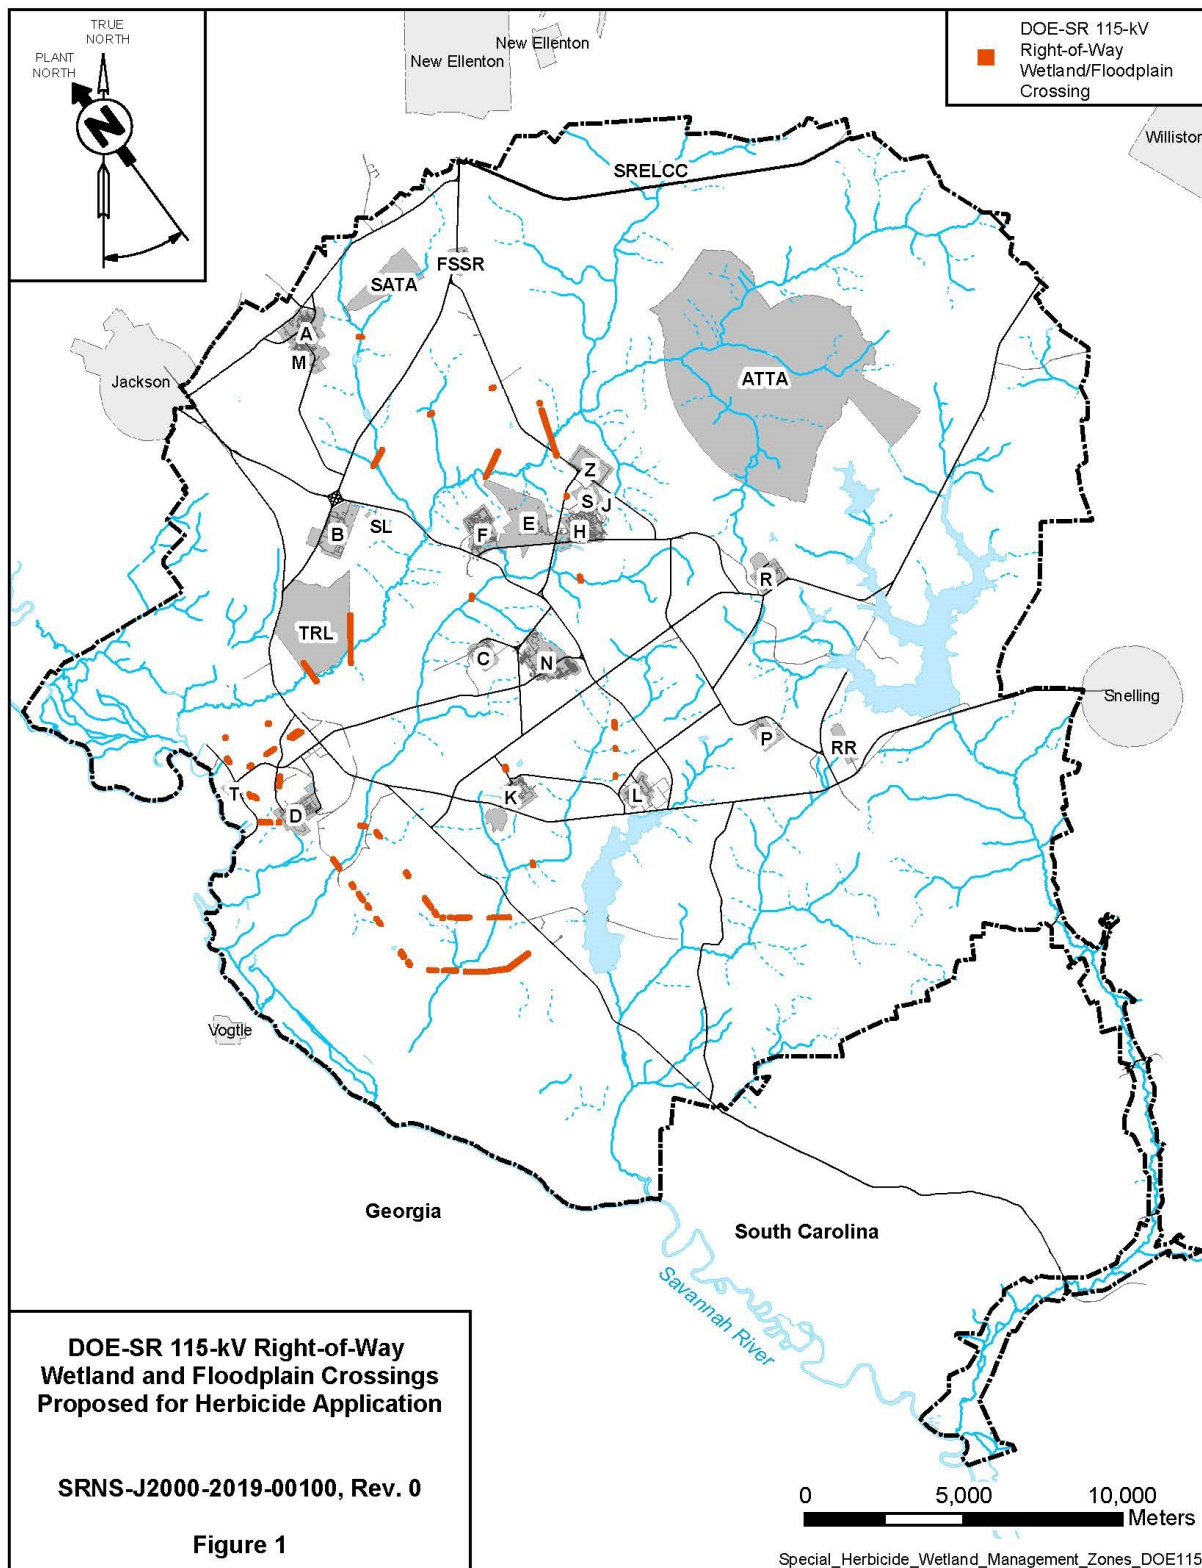 TRUE
NORTH
PLANT
NORTH
N
New Ellenton
New Ellenton
DOE-SR 115-kV
Right-of-Way
Wetland/Floodplain
Crossing
Williston
SRELCC
FSSR
SATA
A
M
Jackson
ATTA
Z
S
J
B
SL
F
E
H
R
TRL
C
N
Snelling
P
RR
T
K
L
D
Vogtle
Georgia
South Carolina
Savannah River
DOE-SR 115-kV Right-of-Way
Wetland and Floodplain Crossings
Proposed for Herbicide Application
SRNS-J2000-2019-00100, Rev. 0
Figure 1
0 5,000 10,000
Meters
Special_Herbicide_Wetland_Management_Zones_DOE115